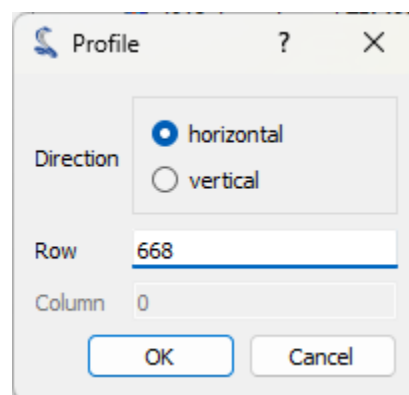 Profile ? ×
horizontal
Direction
vertical
Row 668
Column 0
OK Cancel